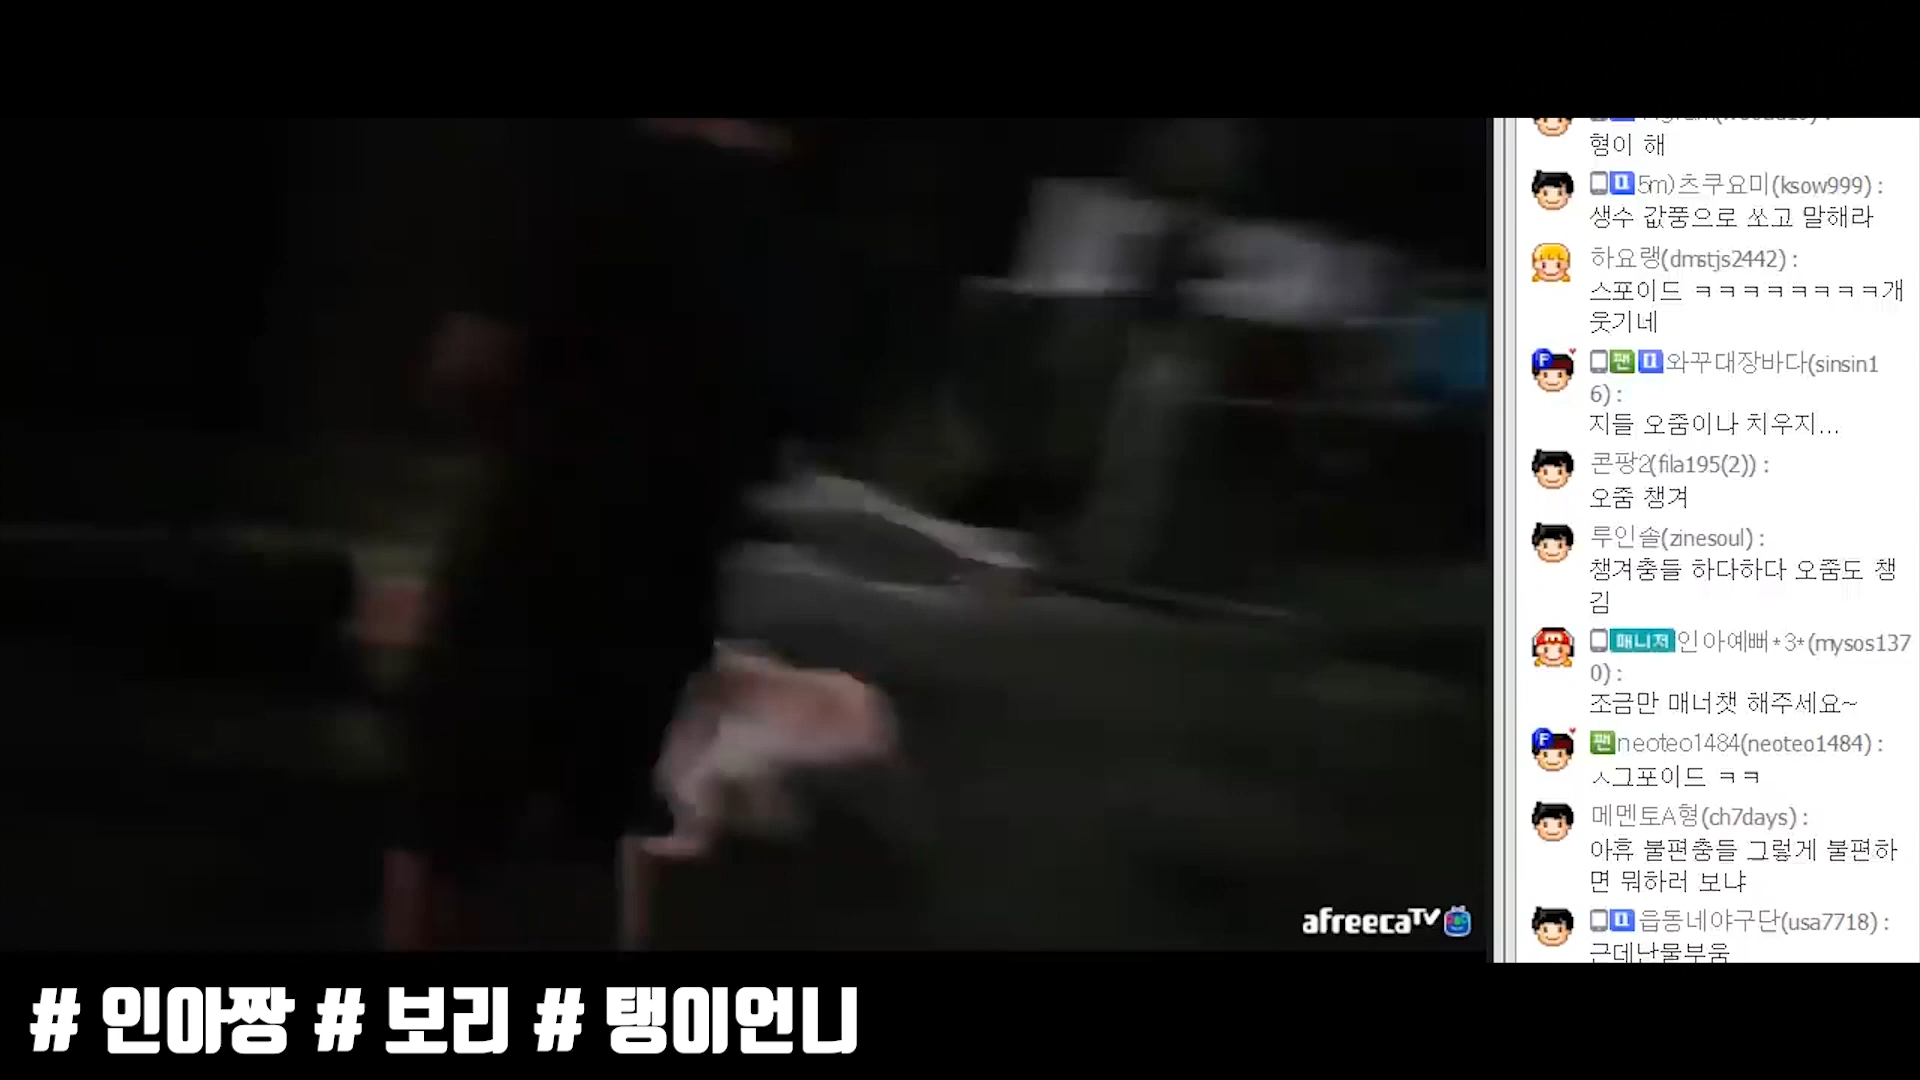 형이 해
5m)츠쿠요미(ksow999) :
생수 값풍으로 쏘고 말해라
하요랭(dmstjs2442) :
스포이드 ㅋㅋㅋㅋㅋㅋㅋㅋ개
웃기네
팬 와꾸대장바다(sinsin1
6) :
지들 오줌이나 치우지...
콘팡2(fila195(2)) :
오줌 챙겨
루인솔(zinesoul) :
챙겨충들 하다하다 오줌도 챙
김
매니저 인아예뻐*3*(mysos137
0) :
조금만 매너챗 해주세요~
팬 neoteo1484(neoteo1484) :
ㅅ그포이드 ㅋㅋ
메멘토A형(ch7days) :
아휴 불편충들 그렇게 불편하
면 뭐하러 보냐
읍동네야구단(usa7718) :
근데난물부움
afreecaTV
# 인아짱 # 보리 # 탱이언니